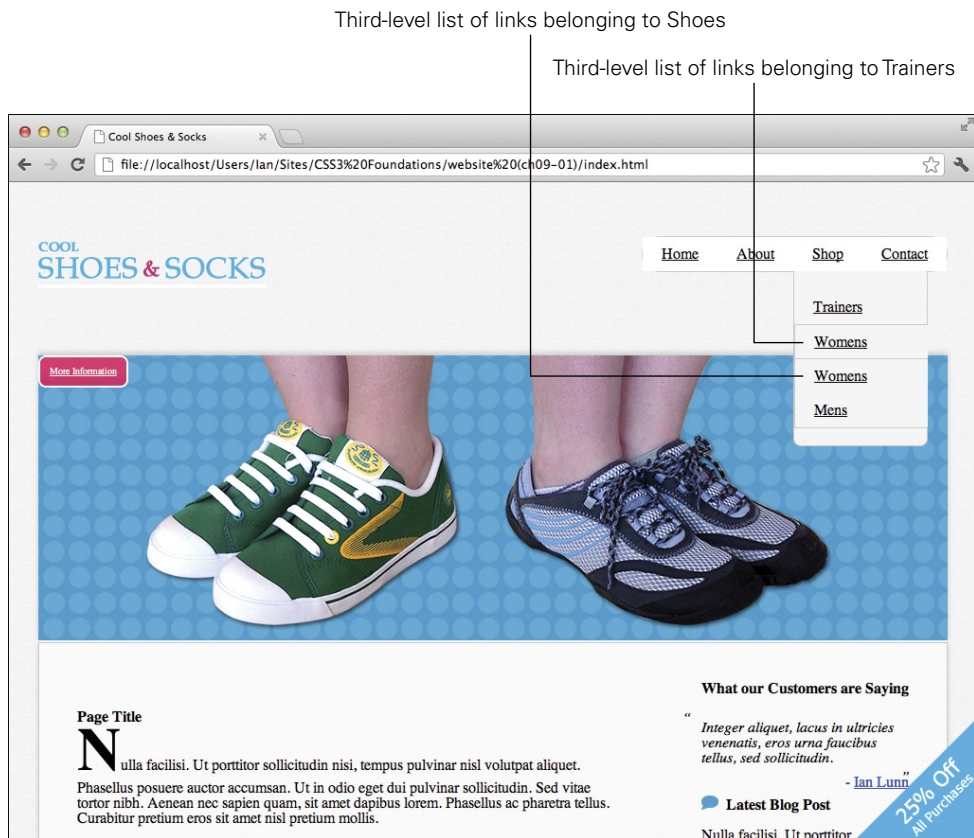 Third-level list of links belonging to Shoes
Third-level list of links belonging to Trainers
Cool Shoes & Socks
file://localhost/Users/Ian/Sites/CSS3%20Foundations/website%20(ch09-01)/index.html
COOL
SHOES & SOCKS
Home About Shop Contact
Trainers
Womens
Womens
Mens
More Information
Page Title
Nulla facilisi. Ut porttitor sollicitudin nisi, tempus pulvinar nisl volutpat aliquet.
Phasellus posuere auctor accumsan. Ut in odio eget dui pulvinar sollicitudin. Sed vitae
tortor nibh. Aenean nec sapien quam, sit amet dapibus lorem. Phasellus ac pharetra tellus.
Curabitur pretium eros sit amet nisl pretium mollis.
What our Customers are Saying
“ Integer aliquet, lacus in ultricies
venenatis, eros urna faucibus
tellus, sed sollicitudin.
”
- Ian Lunn
Latest Blog Post
Nulla facilisi. Ut porttitor
25% Off
All Purchases